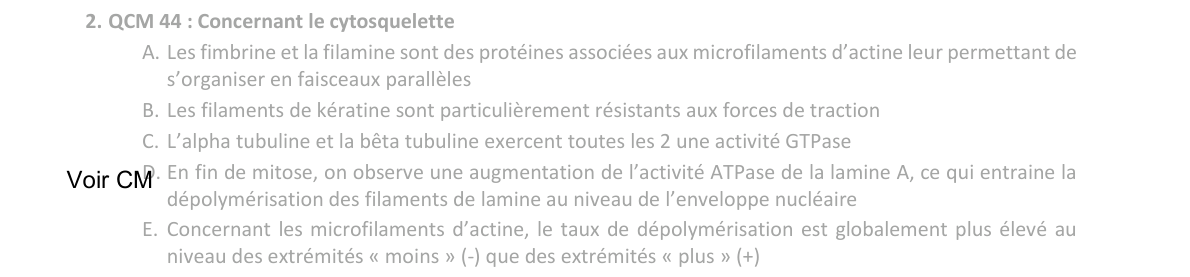 2. QCM 44 : Concernant le cytosquelette
A. Les fimbrine et la filamine sont des protéines associées aux microfilaments d’actine leur permettant de
s’organiser en faisceaux parallèles
B. Les filaments de kératine sont particulièrement résistants aux forces de traction
C. L’alpha tubuline et la bêta tubuline exercent toutes les 2 une activité GTPase
Voir CM
D. En fin de mitose, on observe une augmentation de l’activité ATPase de la lamine A, ce qui entraine la
dépolymérisation des filaments de lamine au niveau de l’enveloppe nucléaire
E. Concernant les microfilaments d’actine, le taux de dépolymérisation est globalement plus élevé au
niveau des extrémités « moins » (-) que des extrémités « plus » (+)